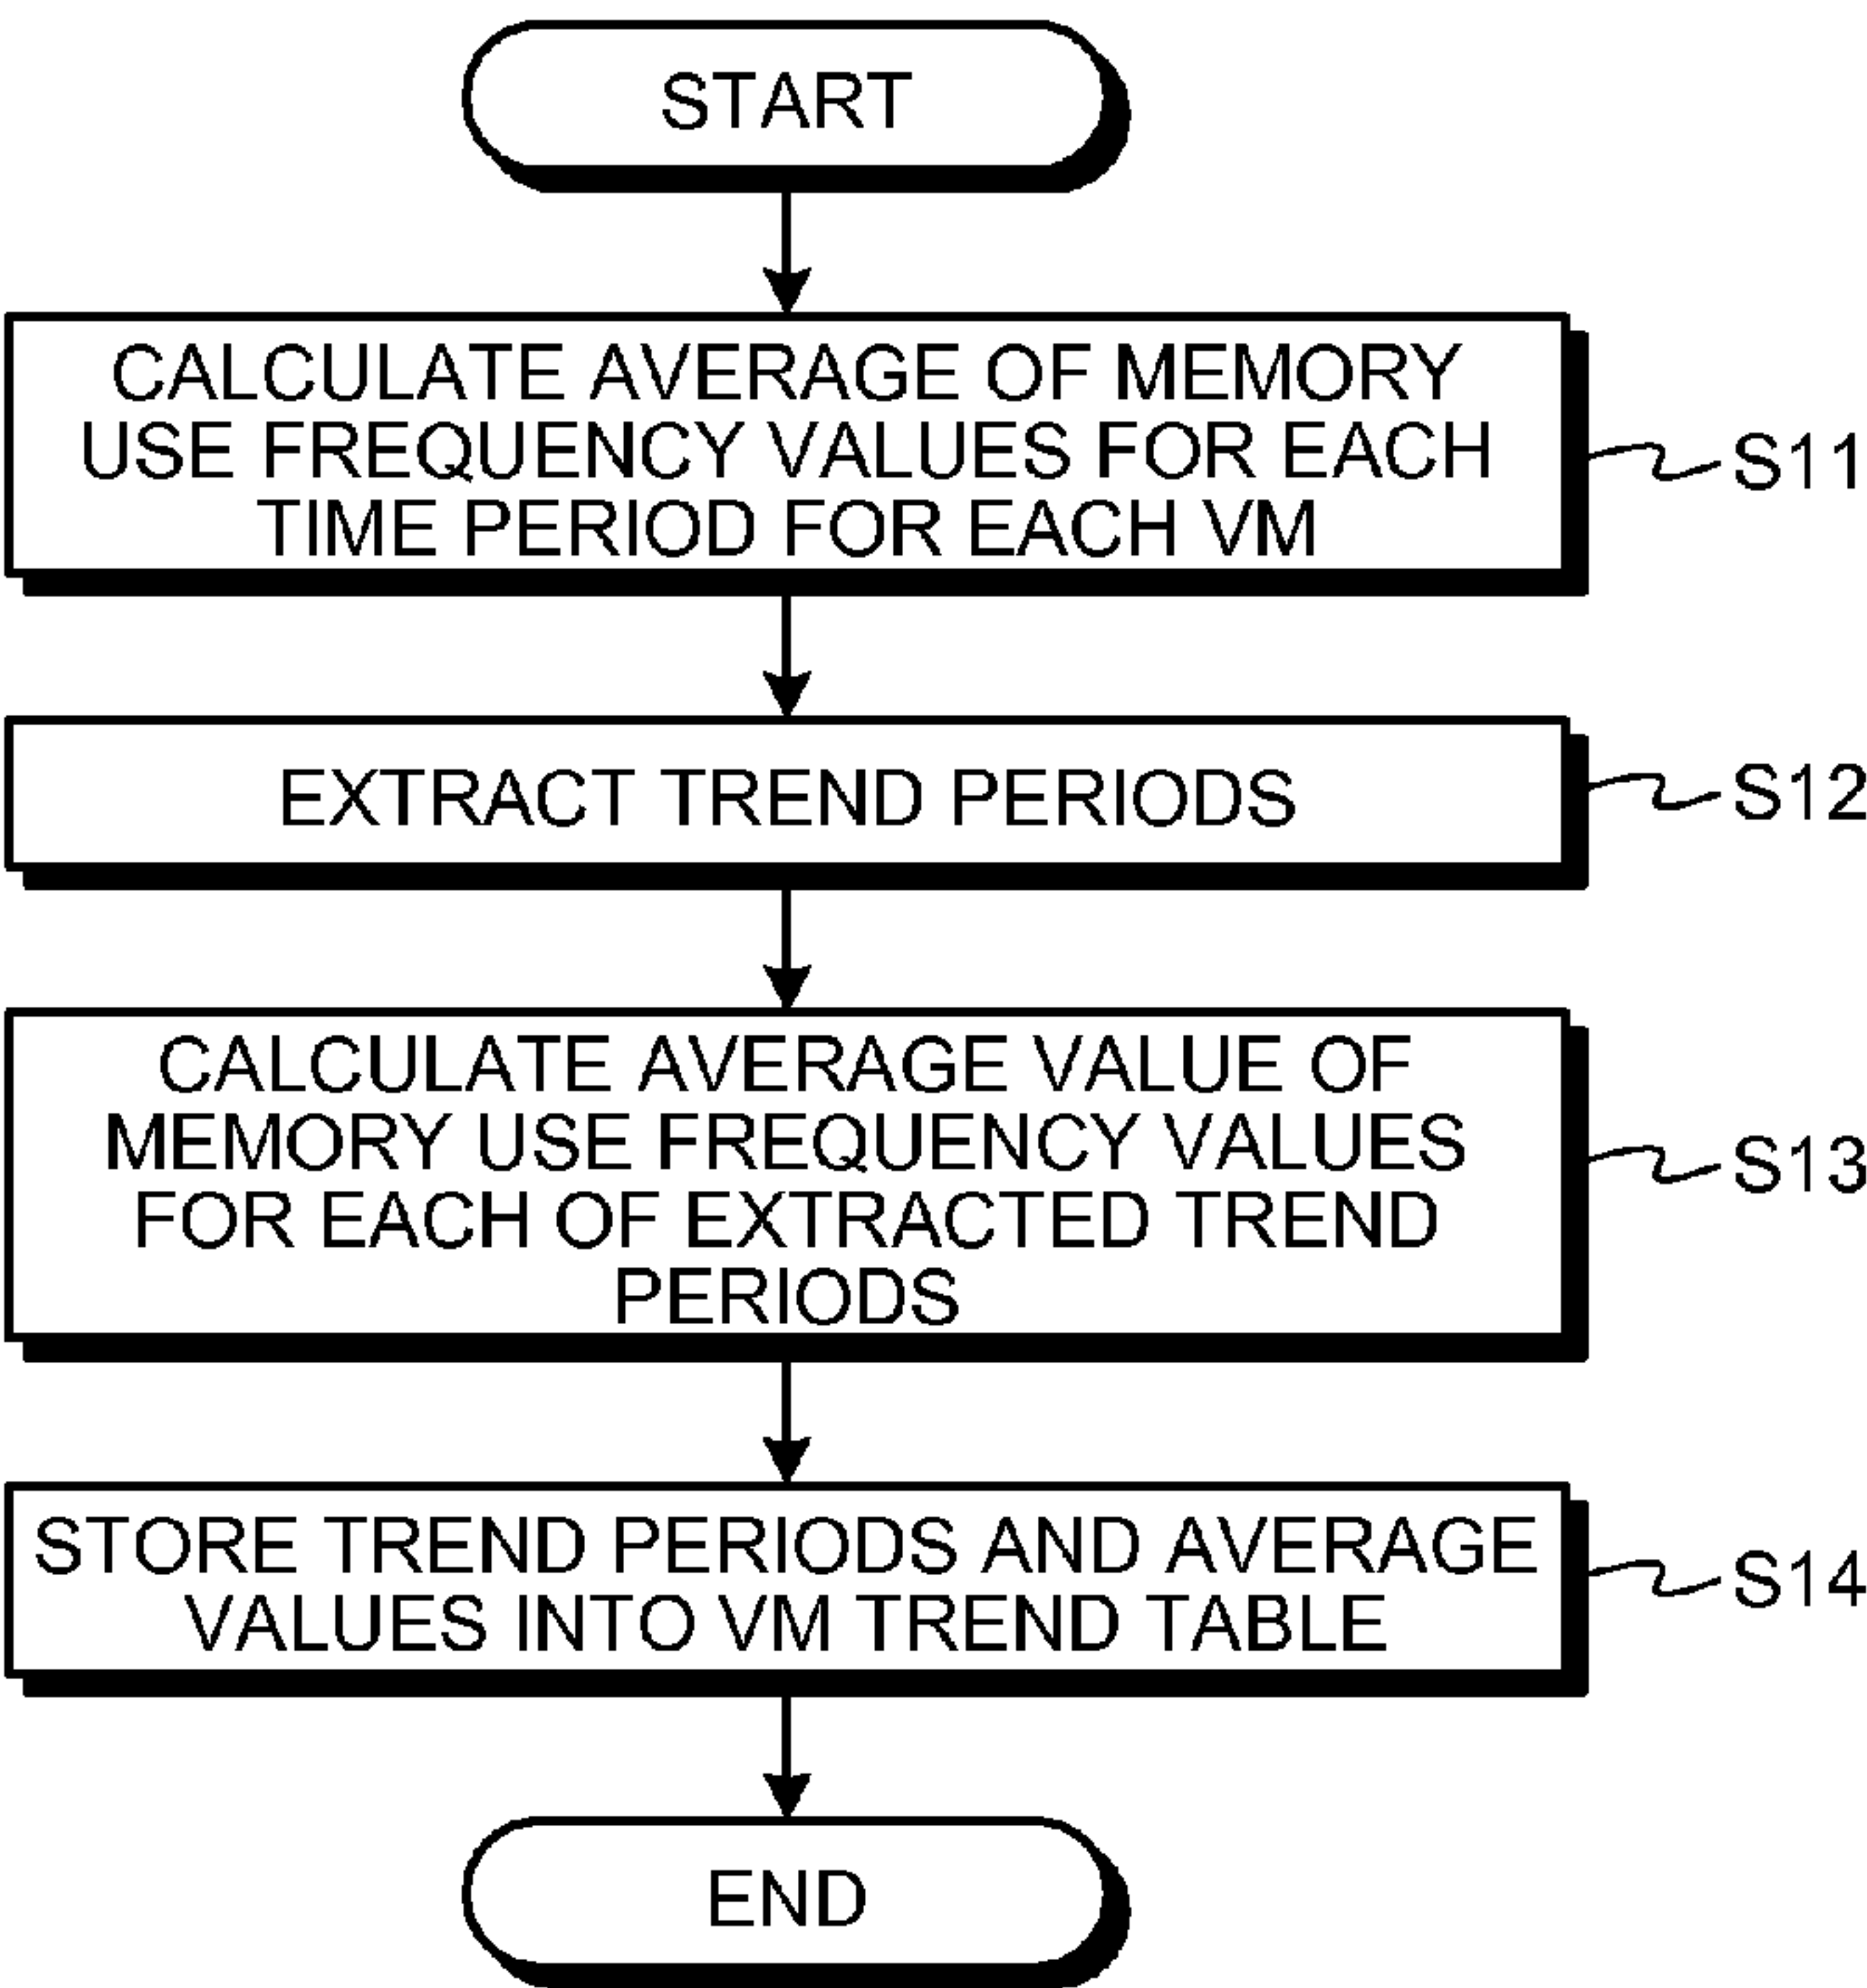 START
CALCULATE AVERAGE OF MEMORY
USE FREQUENCY VALUES FOR EACH
TIME PERIOD FOR EACH VM
S11
EXTRACT TREND PERIODS
S12
CALCULATE AVERAGE VALUE OF
MEMORY USE FREQUENCY VALUES
FOR EACH OF EXTRACTED TREND
PERIODS
S13
STORE TREND PERIODS AND AVERAGE
VALUES INTO VM TREND TABLE
S14
END